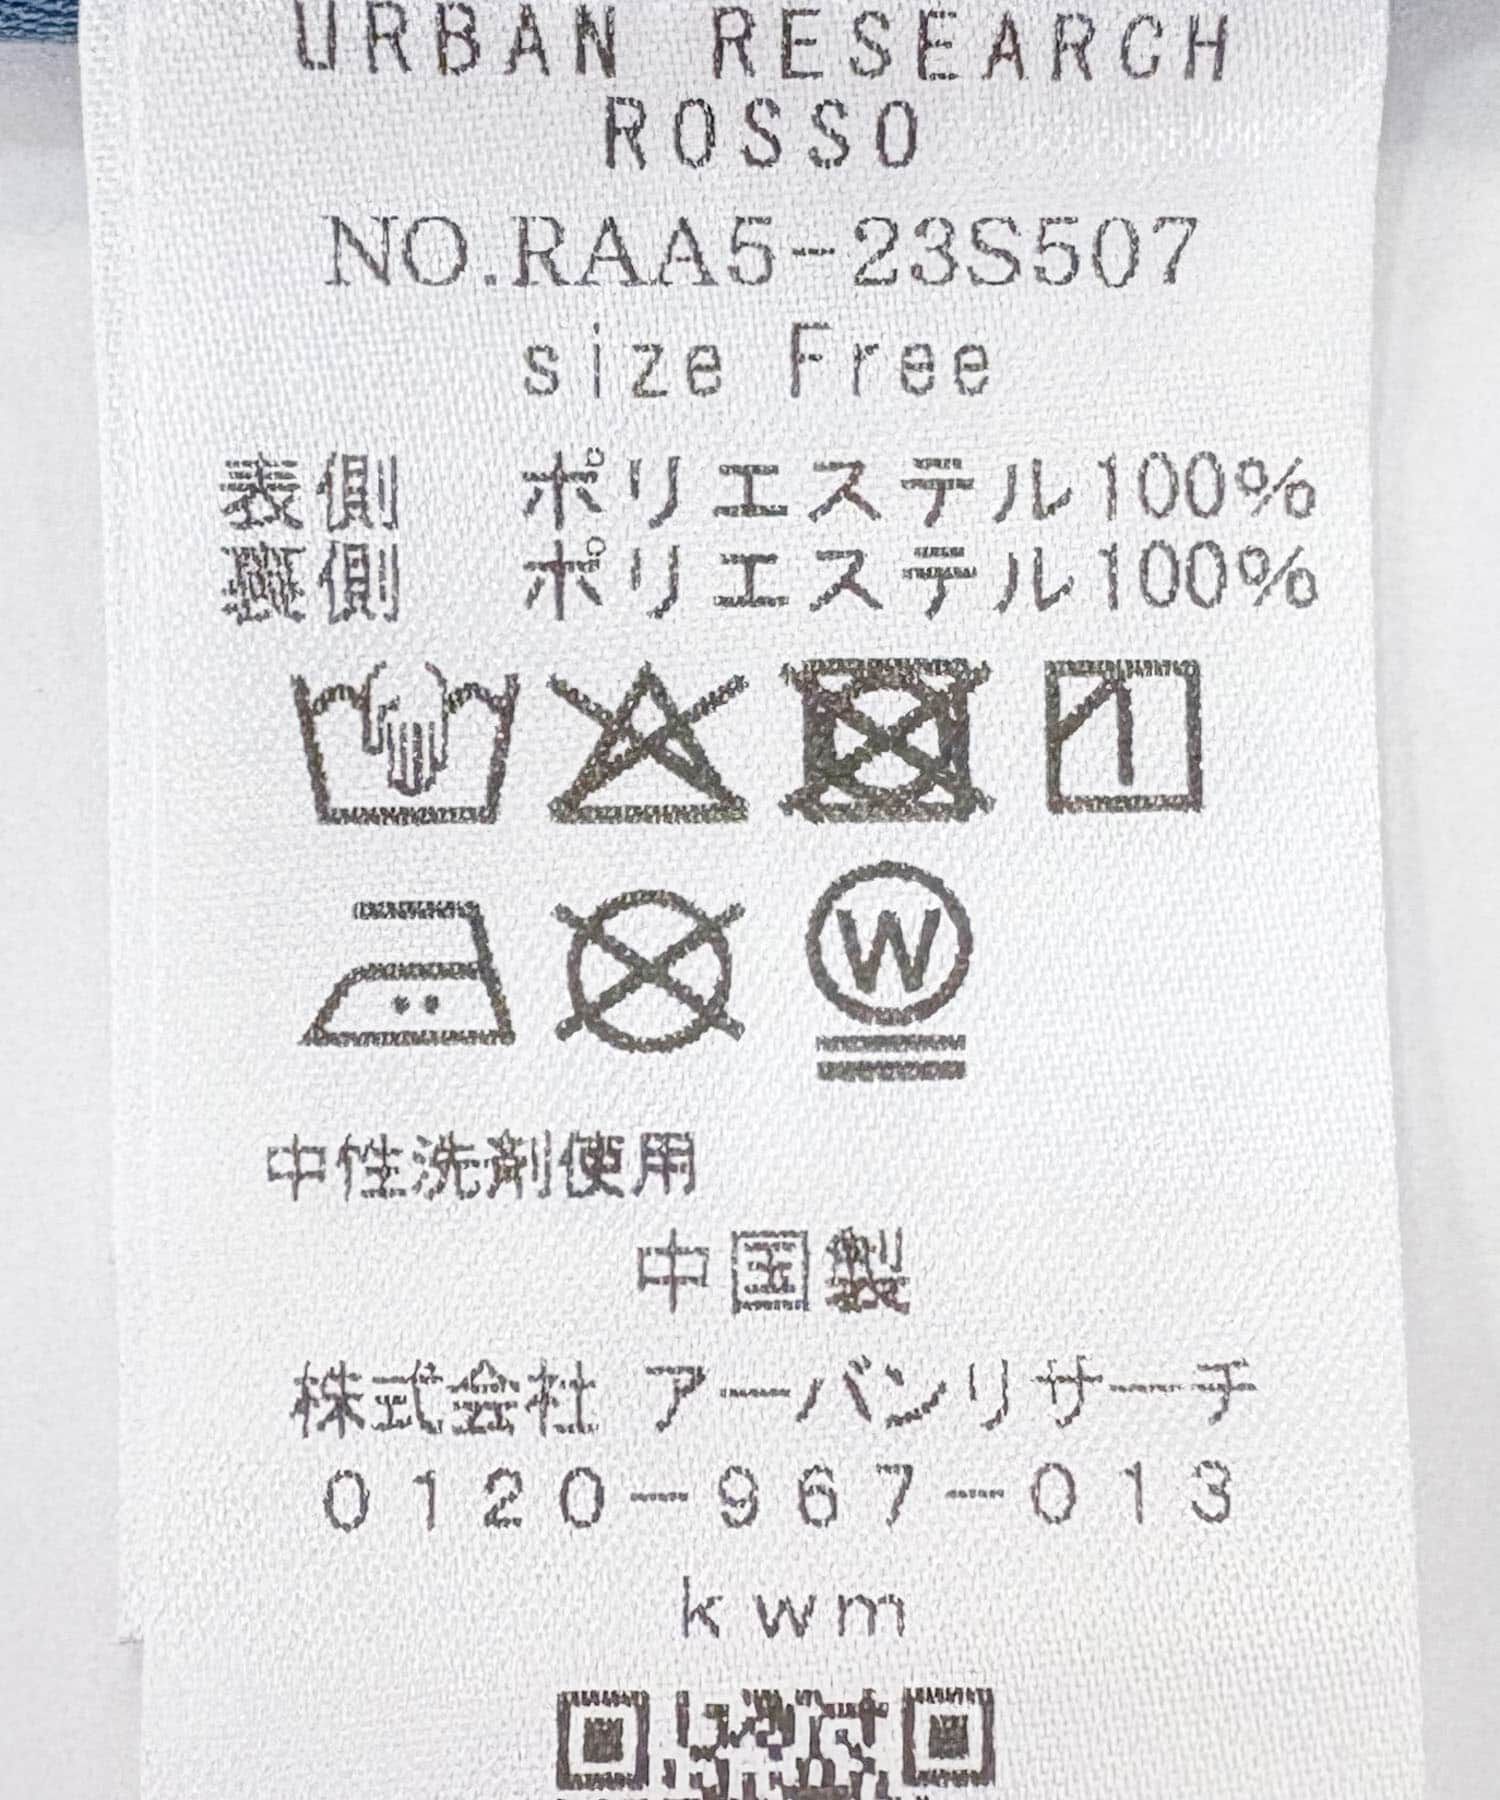 URBAN RESEARCH
ROSSO
NO.RAA5-23S507
size Free
表側 ポリエステル100%
裏側 ポリエステル100%
W
中性洗剤使用
中国製
株式会社 アーバンリサーチ
0120-967-013
kwm